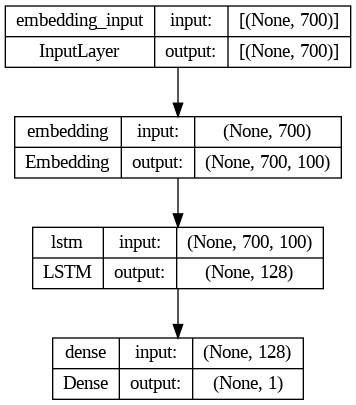 embedding_input input: [(None, 700)]
InputLayer output: [(None, 700)]
embedding input: (None, 700)
Embedding output: (None, 700, 100)
lstm input: (None, 700, 100)
LSTM output: (None, 128)
dense input: (None, 128)
Dense output: (None, 1)